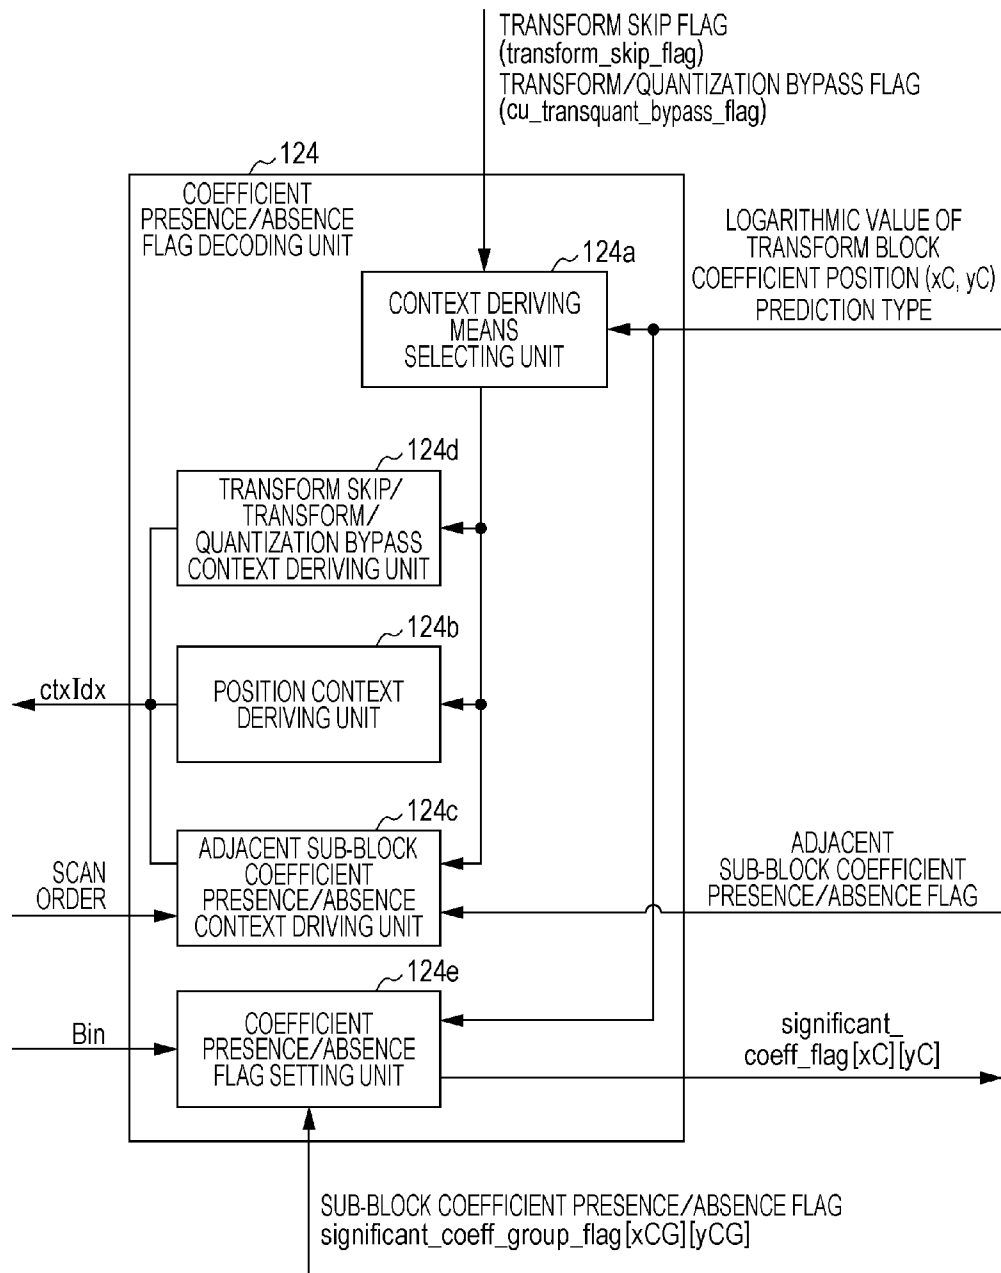 TRANSFORM SKIP FLAG
(transform_skip_flag)
TRANSFORM/QUANTIZATION BYPASS FLAG
(cu_transquant_bypass_flag)
124
COEFFICIENT
PRESENCE/ABSENCE
FLAG DECODING UNIT
LOGARITHMIC VALUE OF
TRANSFORM BLOCK
COEFFICIENT POSITION (xC, yC)
PREDICTION TYPE
124a
CONTEXT DERIVING
MEANS
SELECTING UNIT
124d
TRANSFORM SKIP/
TRANSFORM/
QUANTIZATION BYPASS
CONTEXT DERIVING UNIT
124b
ctxIdx
POSITION CONTEXT
DERIVING UNIT
124c
SCAN
ORDER
ADJACENT SUB-BLOCK
COEFFICIENT
PRESENCE/ABSENCE
CONTEXT DRIVING UNIT
ADJACENT
SUB-BLOCK COEFFICIENT
PRESENCE/ABSENCE FLAG
124e
Bin
COEFFICIENT
PRESENCE/ABSENCE
FLAG SETTING UNIT
significant_
coeff_flag[xC][yC]
SUB-BLOCK COEFFICIENT PRESENCE/ABSENCE FLAG
significant_coeff_group_flag[xCG][yCG]